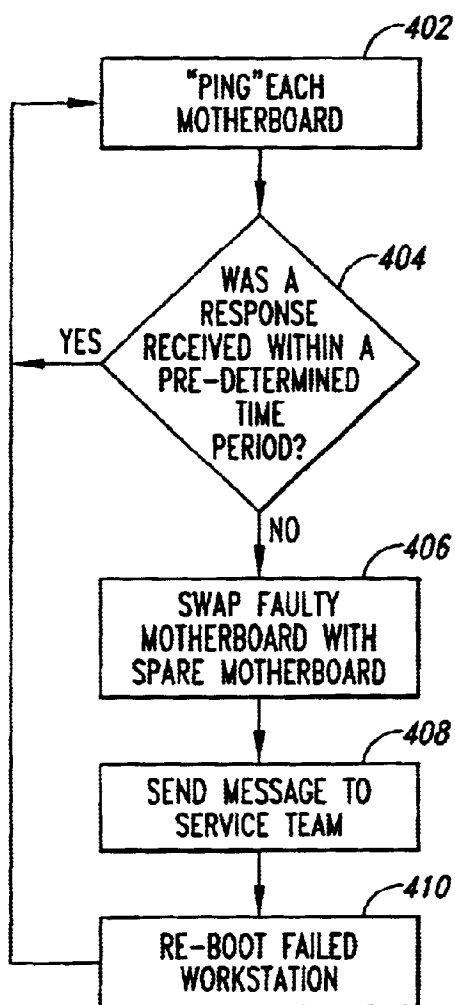 402
"PING" EACH
MOTHERBOARD
404
WAS A
RESPONSE
RECEIVED WITHIN A
PRE-DETERMINED
TIME
PERIOD?
YES
NO
406
SWAP FAULTY
MOTHERBOARD WITH
SPARE MOTHERBOARD
408
SEND MESSAGE TO
SERVICE TEAM
410
RE-BOOT FAILED
WORKSTATION